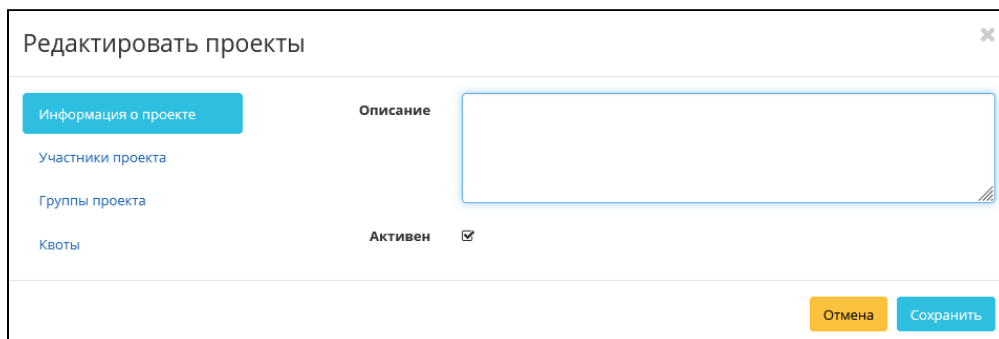 Редактировать проекты
Информация о проекте
Участники проекта
Группы проекта
Квоты
Описание
Активен
Отмена
Сохранить